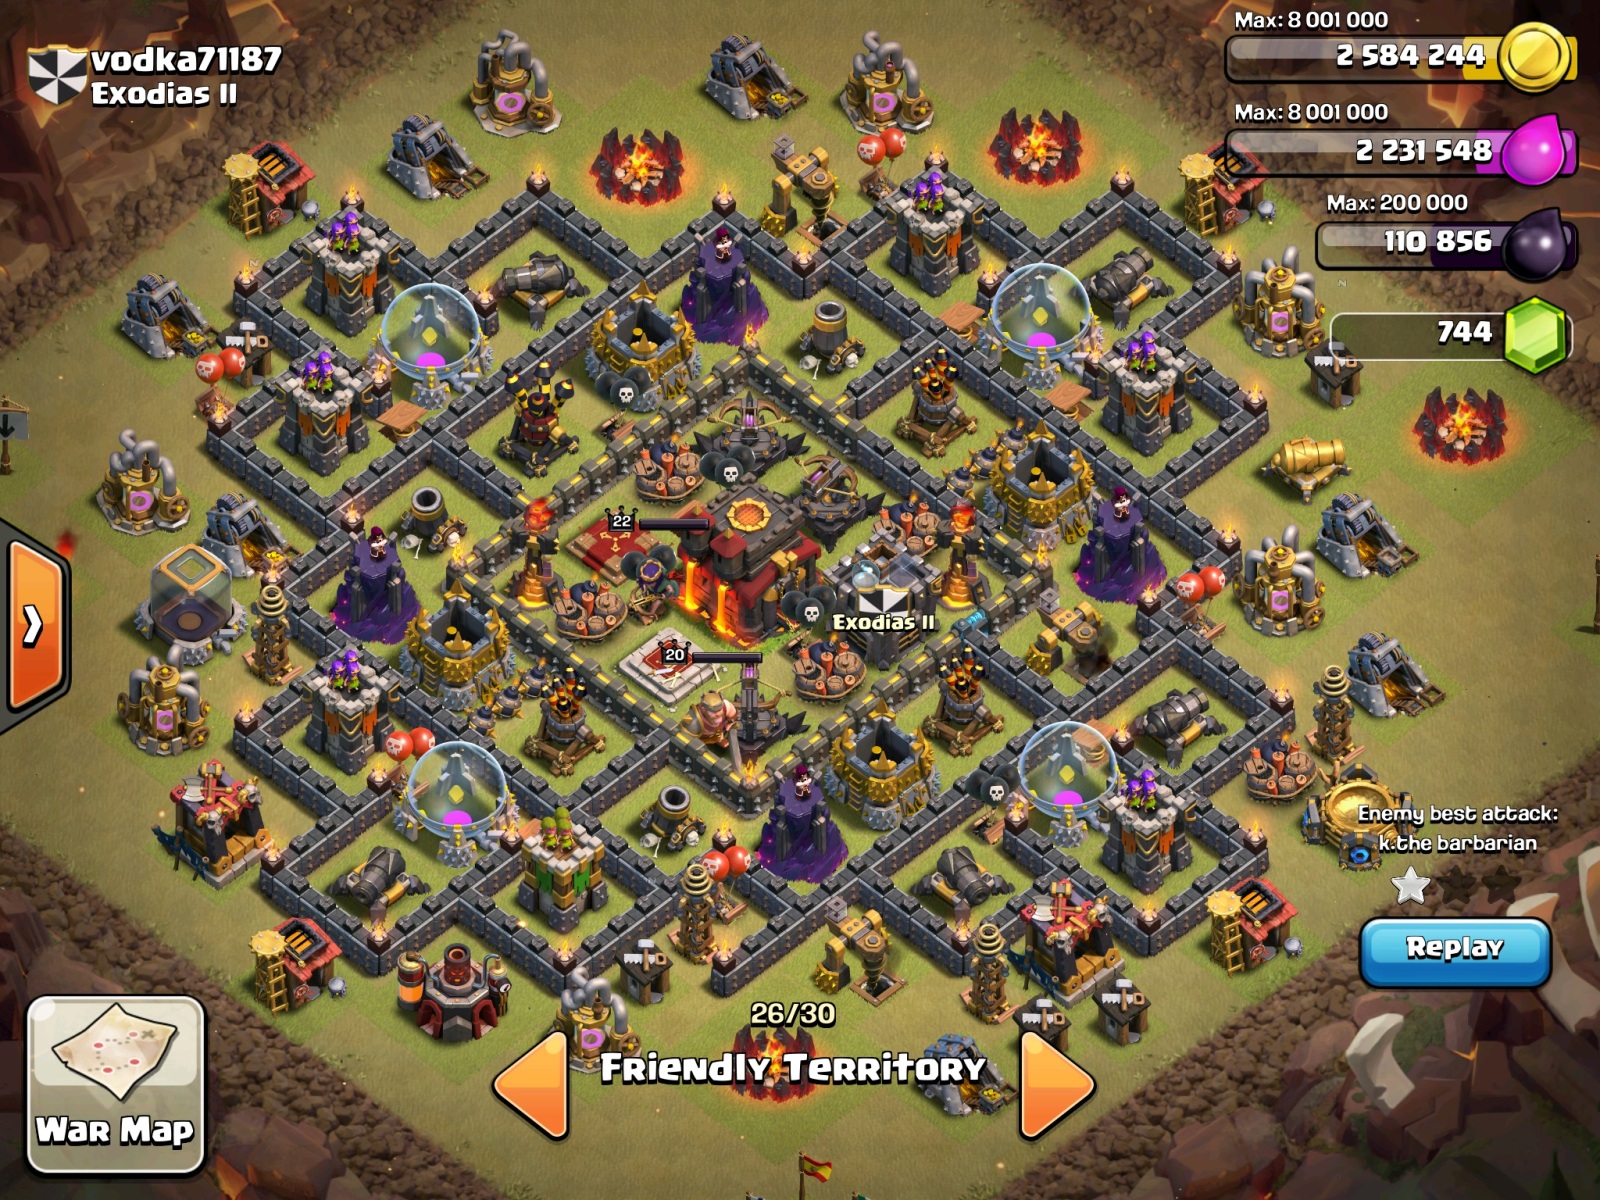 vodka71187
Exodias II
Max: 8 001 000
2 584 244
Max: 8 001 000
2 231 548
Max: 200 000
110 856
744
22
Exodias II
20
Enemy best attack:
k.the barbarian
Replay
26/30
Friendly Territory
War Map